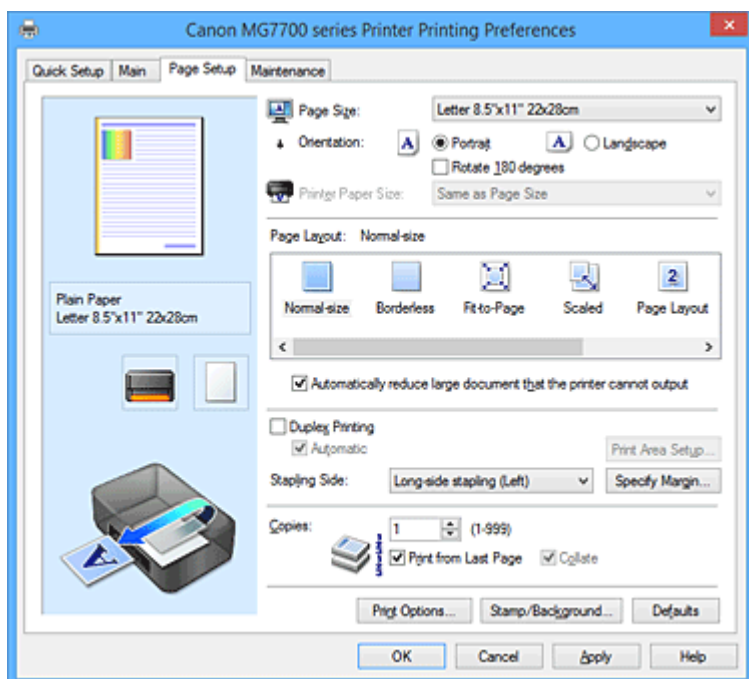 Canon MG7700 series Printer Printing Preferences
Quick Setup Main Page Setup Maintenance
Page Size: Letter 8.5"x11" 22x28cm
Orientation: A Portrait A Landscape
Rotate 180 degrees
Printer Paper Size: Same as Page Size
Page Layout: Normal-size
Normal-size Borderless Fit-to-Page Scaled 2 Page Layout
Plain Paper
Letter 8.5"x11" 22x28cm
Automatically reduce large document that the printer cannot output
Duplex Printing
Automatic Print Area Setup...
Stapling Side: Long-side stapling (Left) Specify Margin...
Copies: 1 (1-999)
Print from Last Page Collate
A
Print Options... Stamp/Background... Defaults
OK Cancel Apply Help